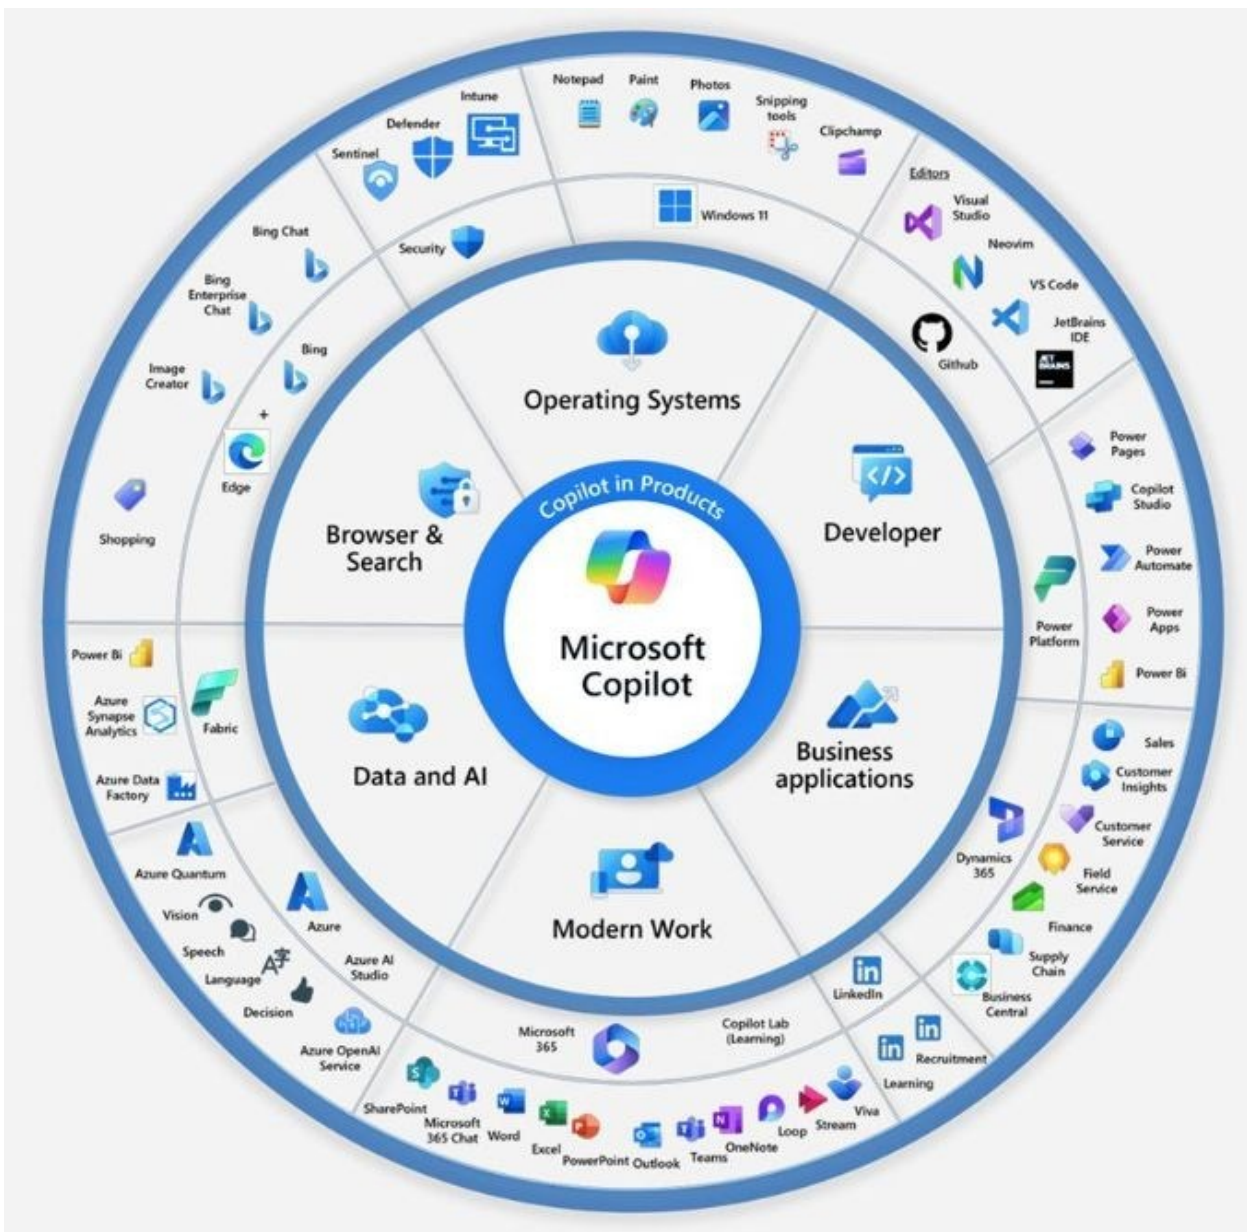 Notepad
Paint
Photos
Snipping
tools
Clipchamp
Windows 11
Editors
Visual
Studio
Neovim
VS Code
JetBrains
IDE
JET
BRAINS
Github
Power
Pages
Copilot
Studio
Power
Automate
Power
Apps
Power Bi
Power
Platform
Sales
Customer
Insights
Customer
Service
Field
Service
Finance
Supply
Chain
Business
Central
Dynamics
365
LinkedIn
Recruitment
Learning
Copilot Lab
(Learning)
Microsoft
365
Viva
Stream
Loop
OneNote
Teams
Outlook
PowerPoint
Excel
Word
Microsoft
365 Chat
SharePoint
Azure OpenAI
Service
Decision
Language
Speech
Vision
Azure Quantum
Azure
Azure AI
Studio
Azure Data
Factory
Azure
Synapse
Analytics
Power Bi
Fabric
Shopping
Image
Creator
Bing
Enterprise
Chat
Bing Chat
Bing
+
Edge
Sentinel
Defender
Intune
Security
Operating Systems
Developer
Business
applications
Modern Work
Data and AI
Browser &
Search
Copilot in Products
Microsoft
Copilot